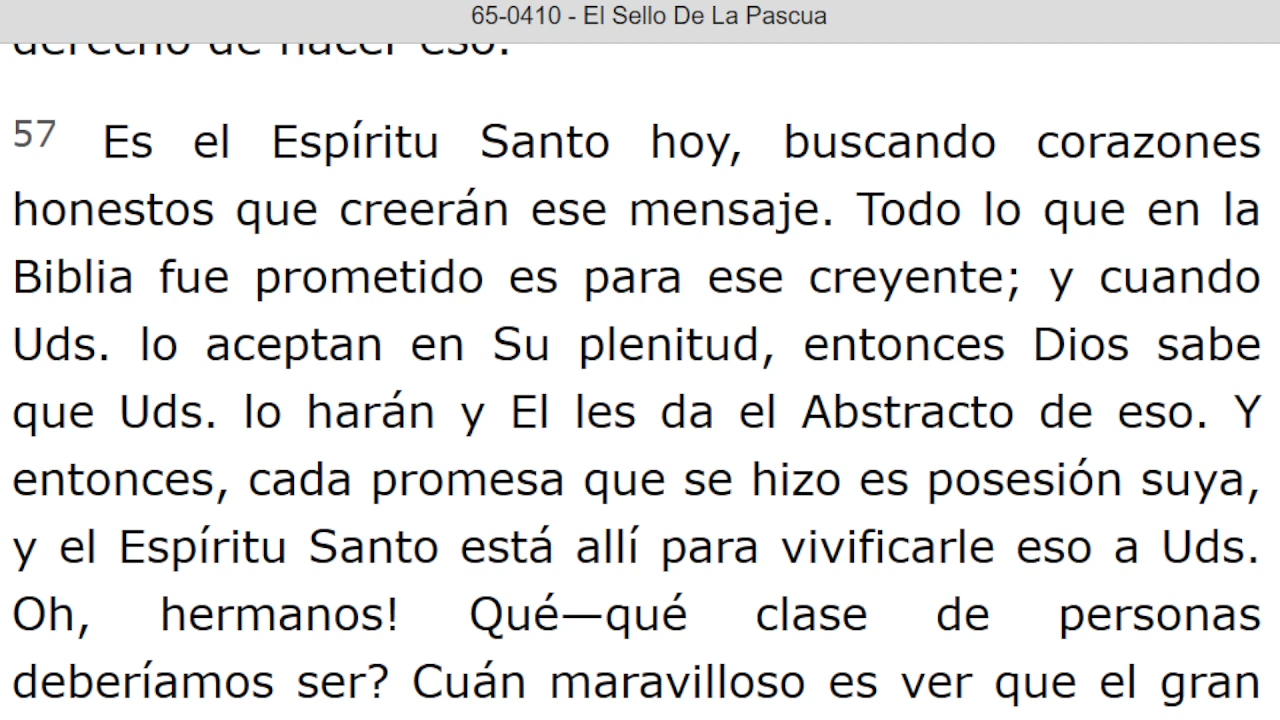 65-0410 - El Sello De La Pascua
derecho de hacer eso.
57 Es el Espíritu Santo hoy, buscando corazones
honestos que creerán ese mensaje. Todo lo que en la
Biblia fue prometido es para ese creyente; y cuando
Uds. lo aceptan en Su plenitud, entonces Dios sabe
que Uds. lo harán y El les da el Abstracto de eso. Y
entonces, cada promesa que se hizo es posesión suya,
y el Espíritu Santo está allí para vivificarle eso a Uds.
Oh, hermanos! Qué—qué clase de personas
deberíamos ser? Cuán maravilloso es ver que el gran